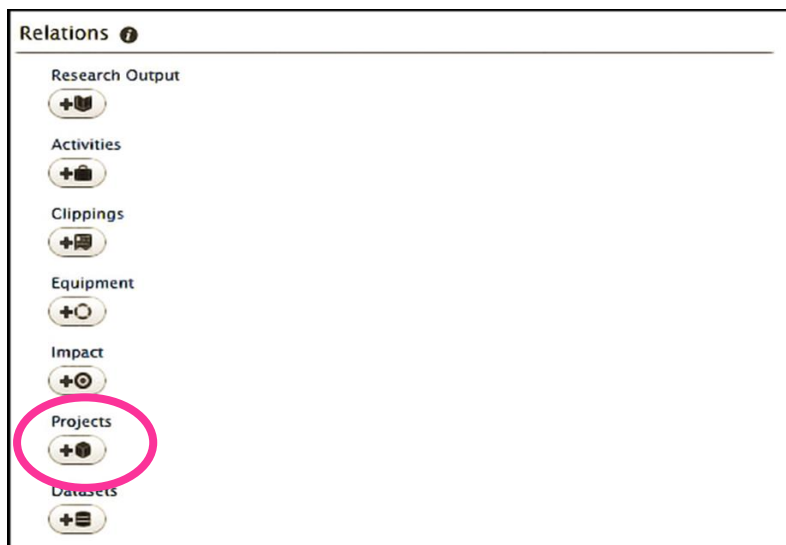 Relations
Research Output
Activities
Clippings
Equipment
Impact
Projects
Datasets